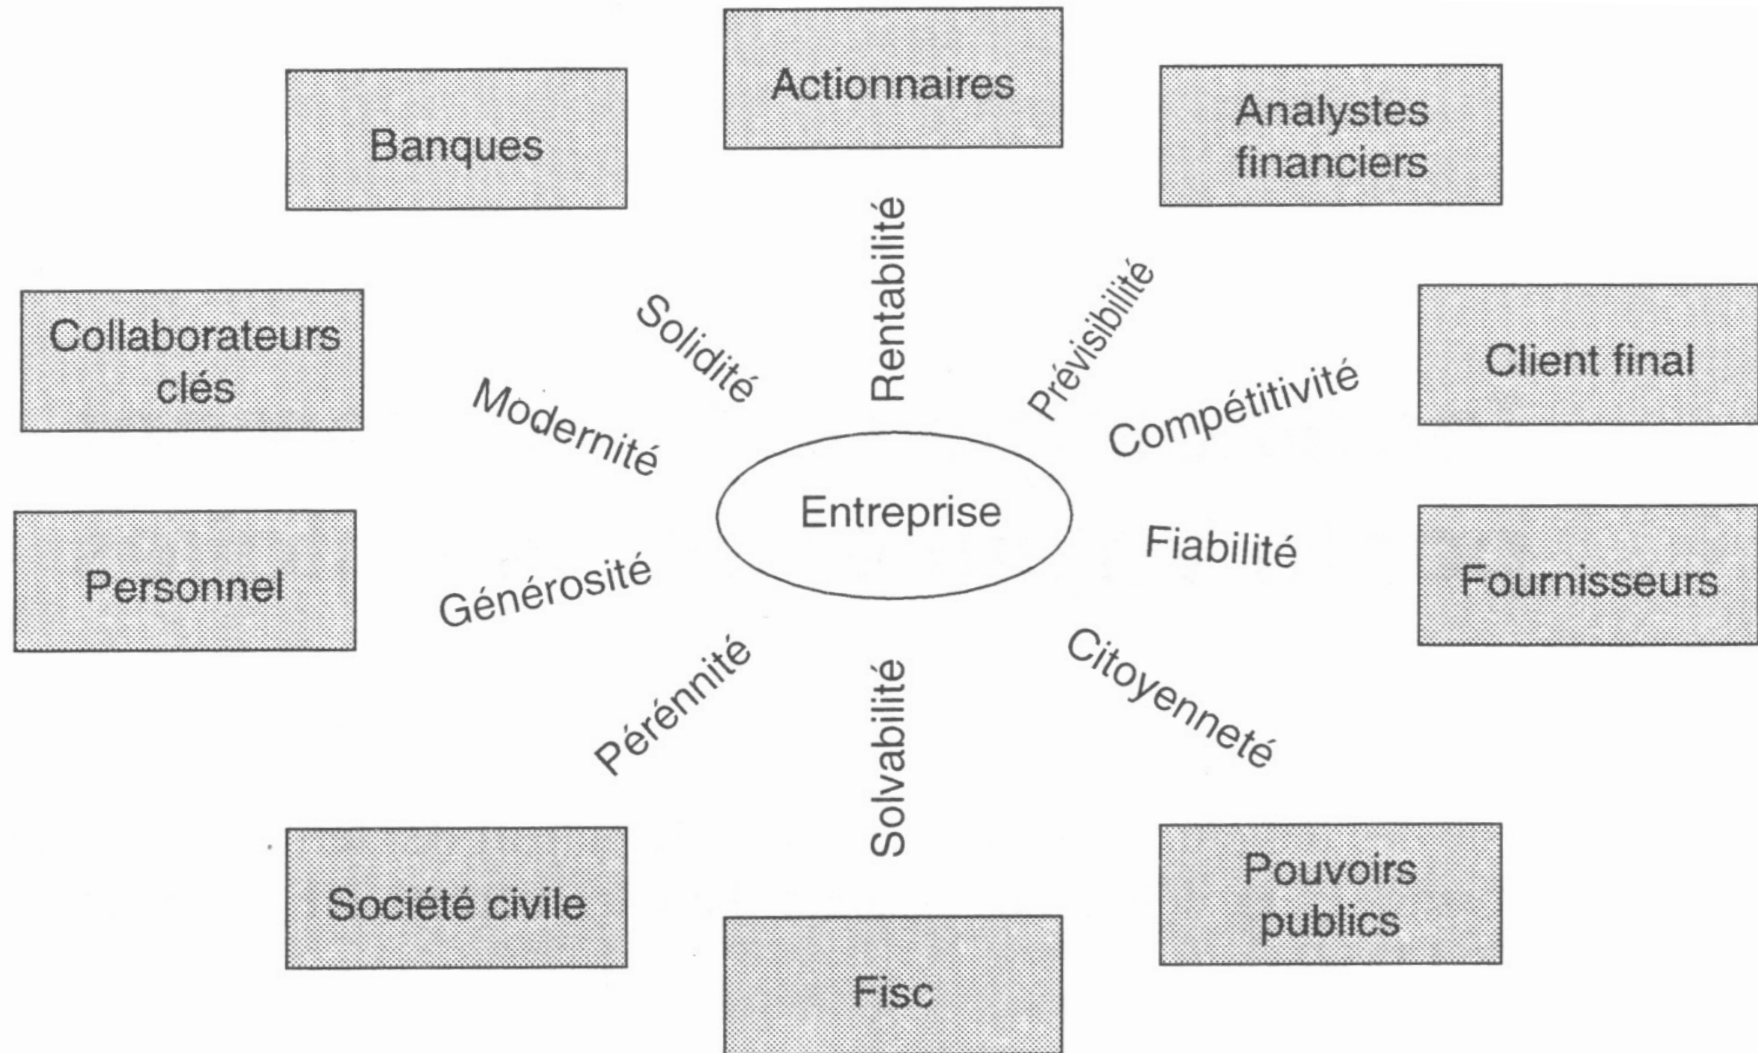 Actionnaires
Banques
Analystes
financiers
Rentabilité
Prévisibilité
Solidité
Collaborateurs
clés
Client final
Modernité
Compétitivité
Entreprise
Personnel
Générosité
Fiabilité
Fournisseurs
Pérénnité
Solvabilité
Citoyenneté
Société civile
Fisc
Pouvoirs
publics